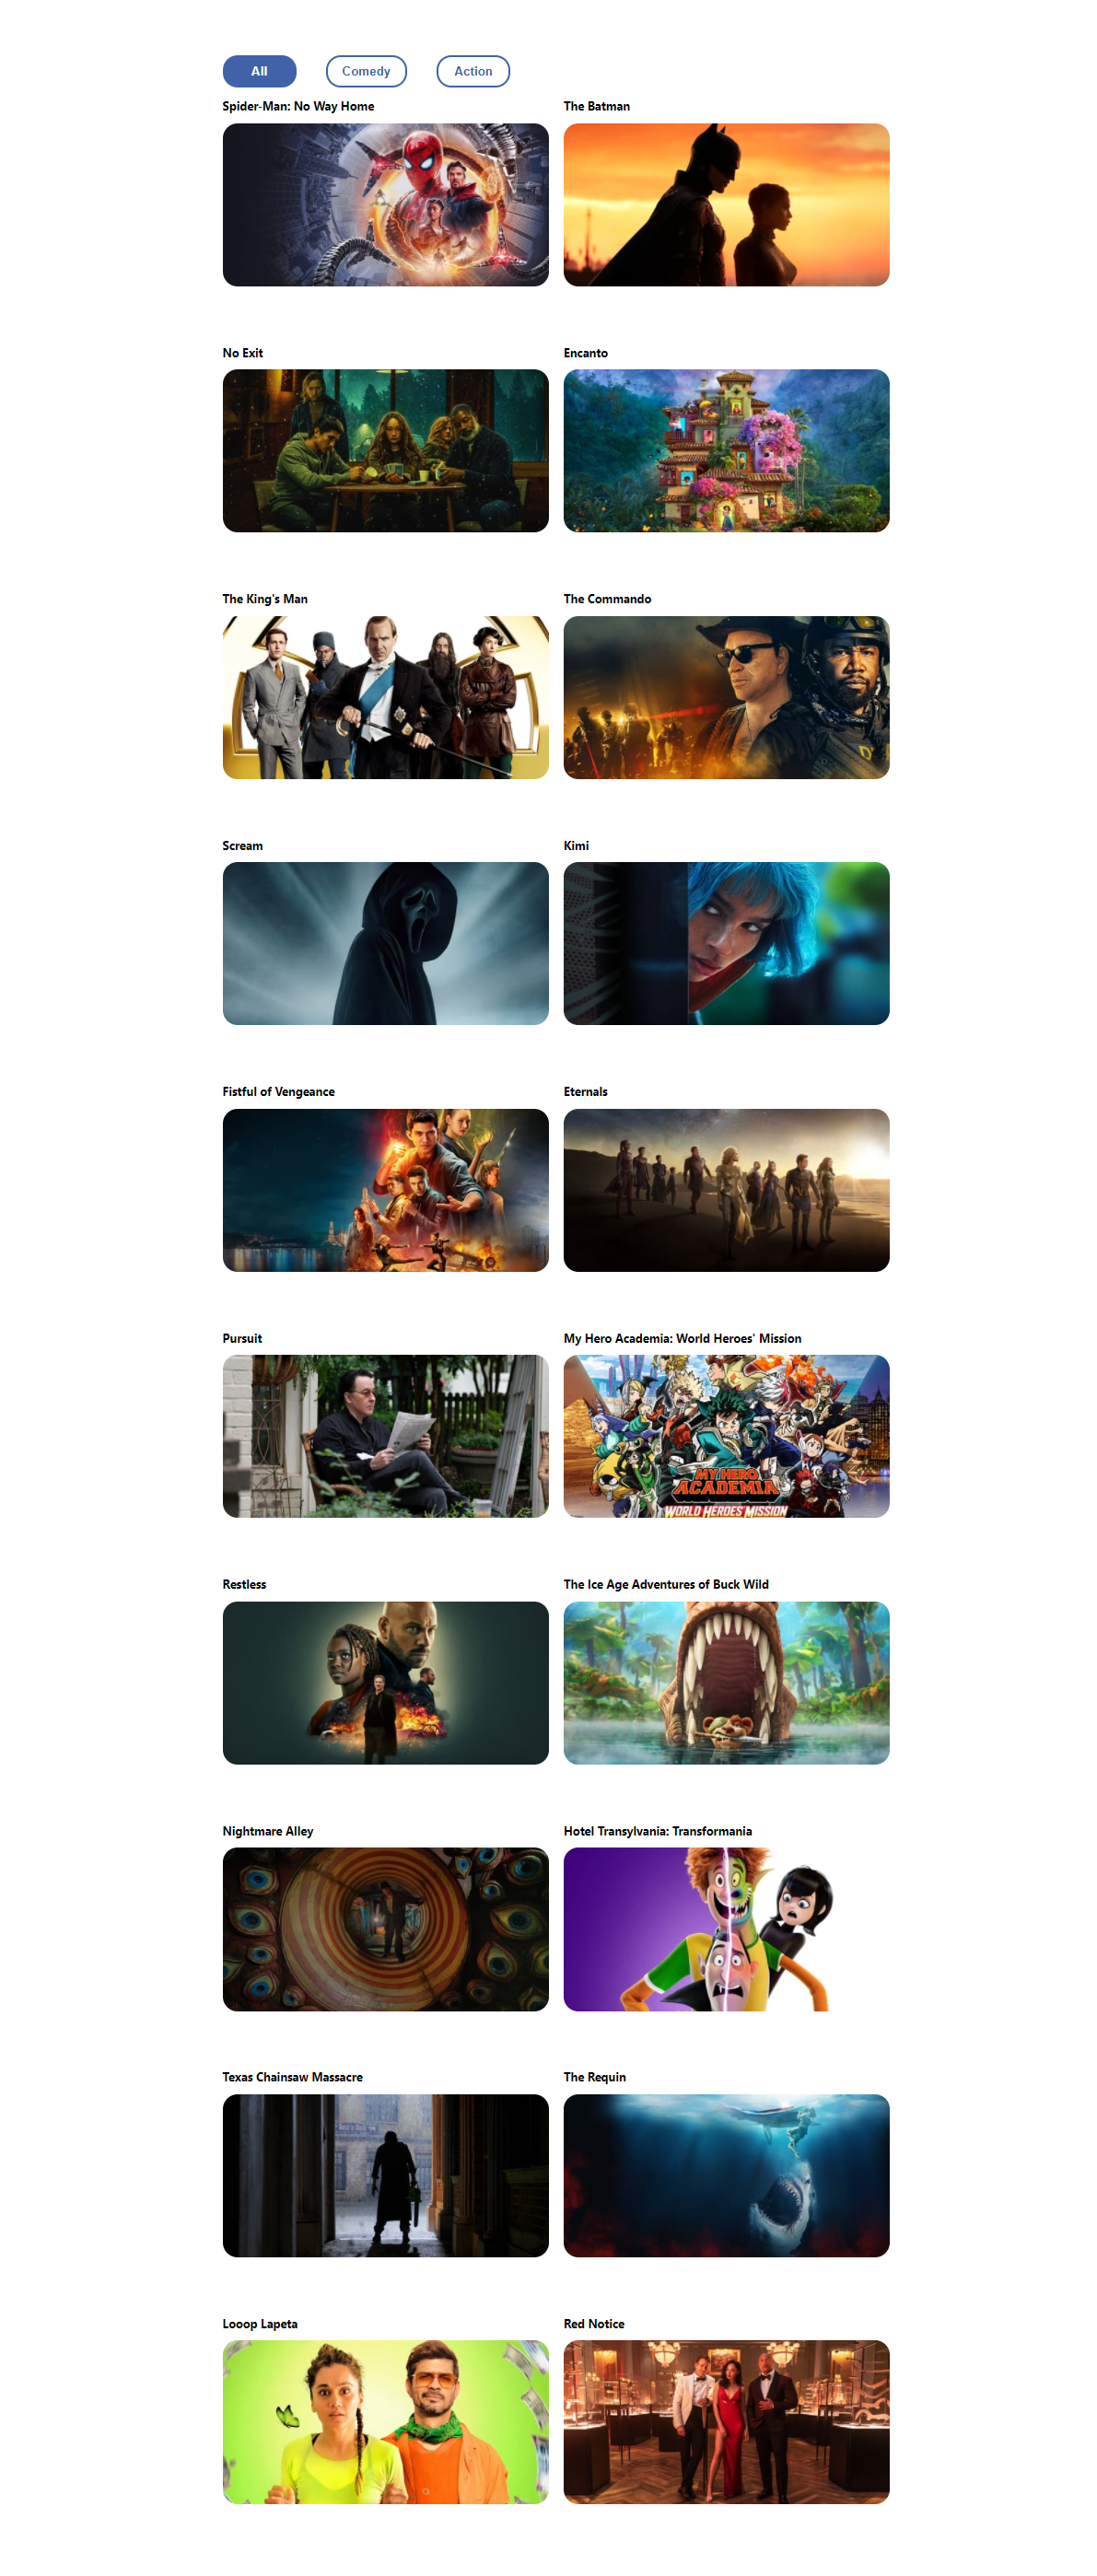 All
Comedy
Action
Spider-Man: No Way Home
The Batman
No Exit
Encanto
The King's Man
The Commando
Scream
Kimi
Fistful of Vengeance
Eternals
Pursuit
My Hero Academia: World Heroes' Mission
MY HERO
ACADEMIA
WORLD HEROES' MISSION
Restless
The Ice Age Adventures of Buck Wild
Nightmare Alley
Hotel Transylvania: Transformania
Texas Chainsaw Massacre
The Requin
Looop Lapeta
Red Notice